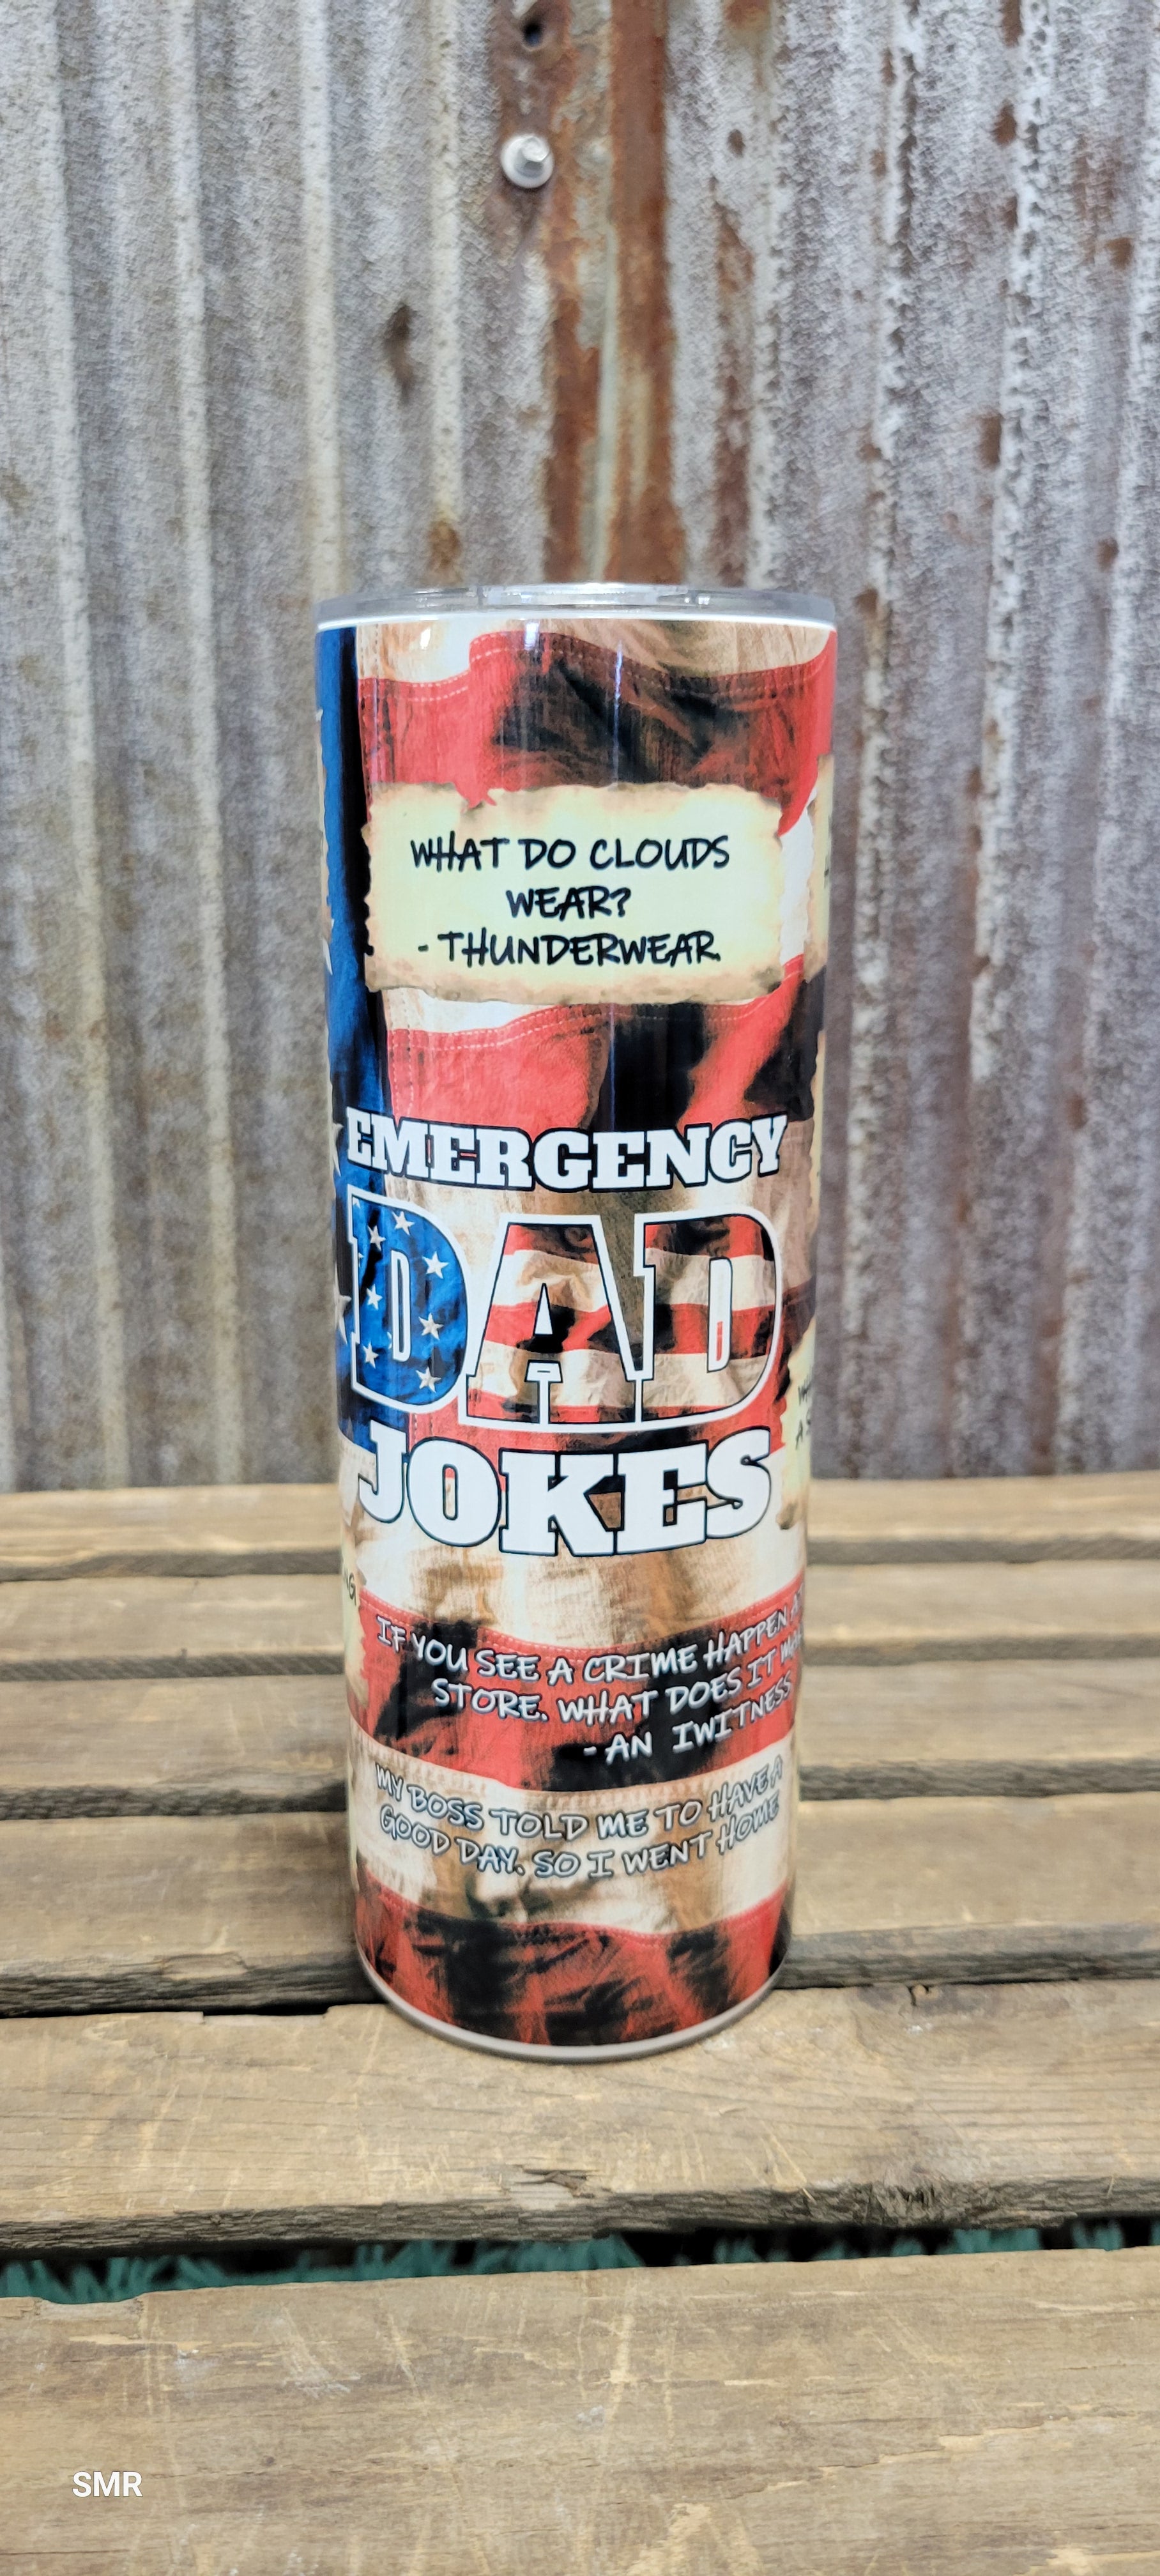 WHAT DO CLOUDS
WEAR?
- THUNDERWEAR
EMERGENCY
DAD
JOKES
IF YOU SEE A CRIME HAPPEN
STORE. WHAT DOES IT
- AN IWITNESS
MY BOSS TOLD ME TO HAVE A
GOOD DAY. SO I WENT HOME
SMR